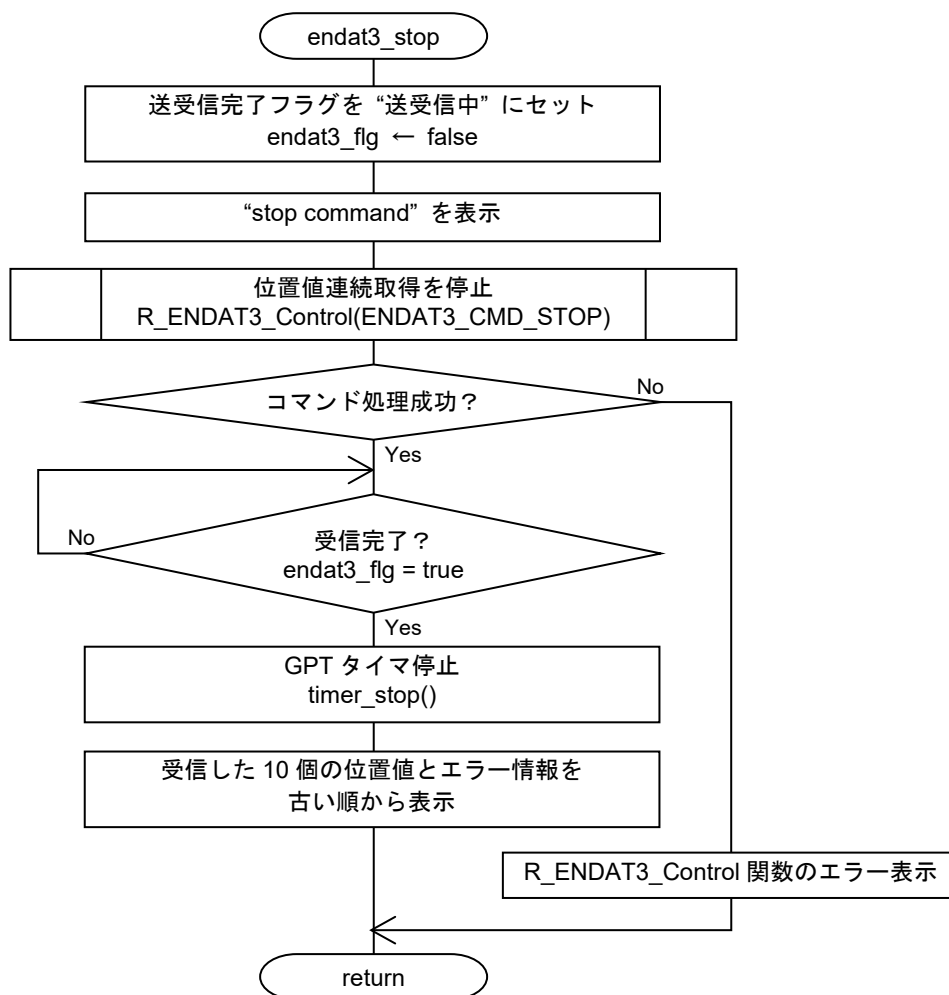 endat3_stop
送受信完了フラグを “送受信中” にセット
endat3_flg ← false
“stop command” を表示
位置値連続取得を停止
R_ENDAT3_Control(ENDAT3_CMD_STOP)
コマンド処理成功？
No
Yes
受信完了？
endat3_flg = true
No
Yes
GPT タイマ停止
timer_stop()
受信した 10 個の位置値とエラー情報を
古い順から表示
R_ENDAT3_Control 関数のエラー表示
return